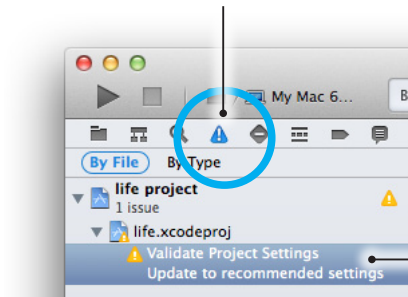 My Mac 6...
B
By File By Type
life project
1 issue
life.xcodeproj
Validate Project Settings
Update to recommended settings